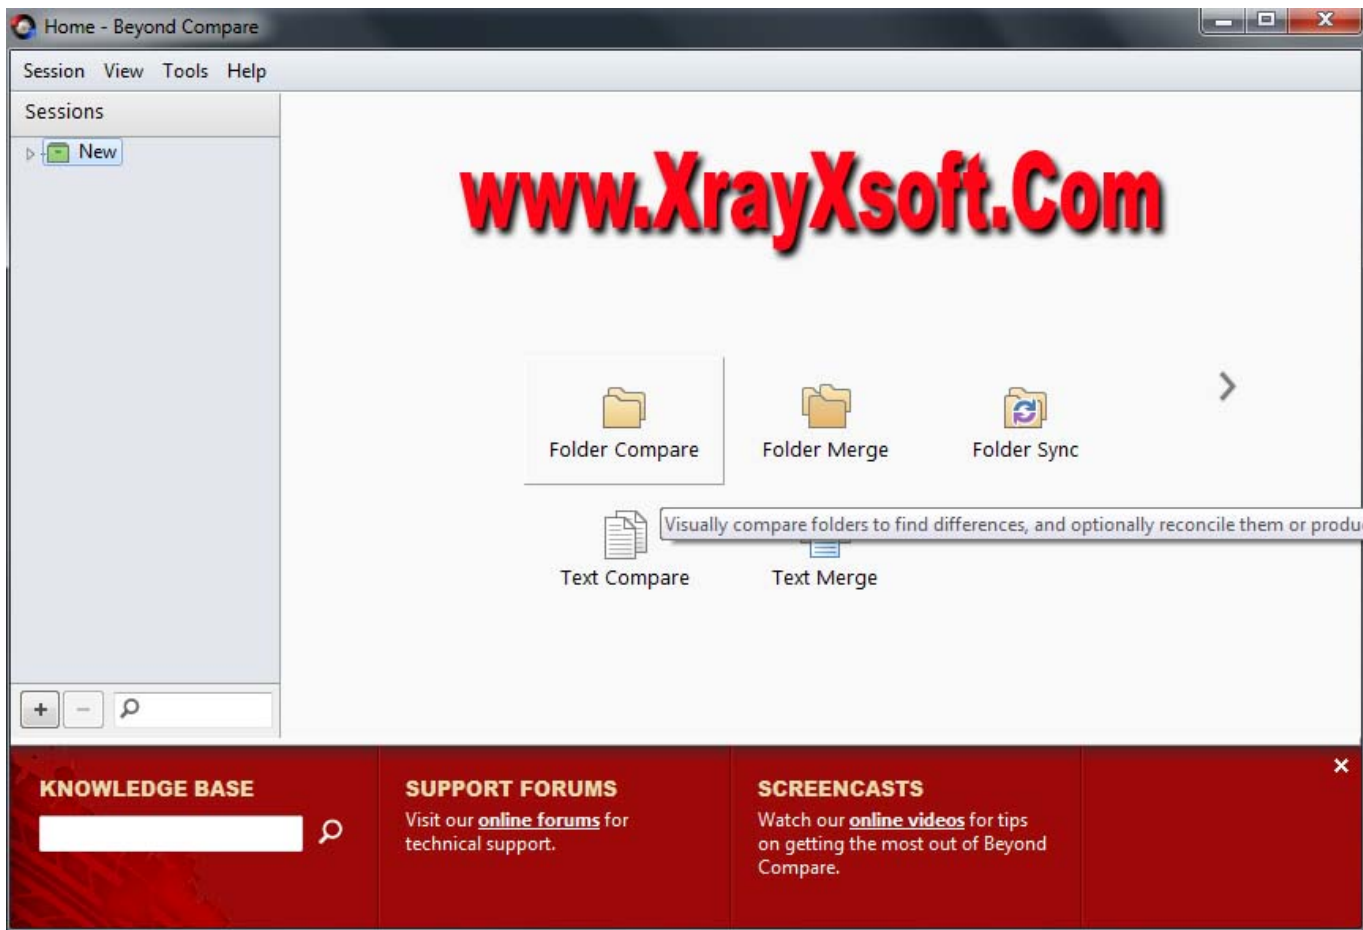 Home - Beyond Compare
Session View Tools Help
Sessions
New
www.XrayXsoft.Com
Folder Compare
Folder Merge
Folder Sync
Visually compare folders to find differences, and optionally reconcile them or
Text Compare
Text Merge
KNOWLEDGE BASE
SUPPORT FORUMS
Visit our online forums for
technical support.
SCREENCASTS
Watch our online videos for tips
on getting the most out of Beyond
Compare.